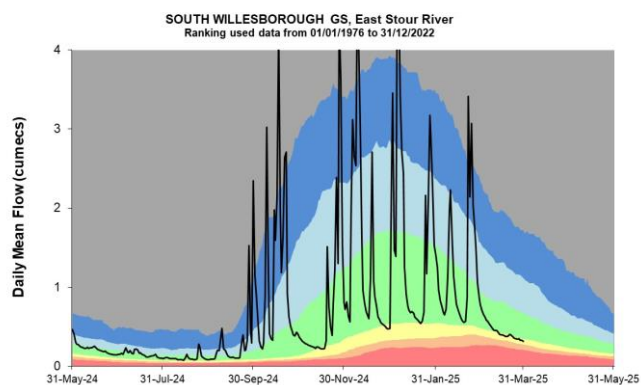 SOUTH WILLESBOROUGH GS, East Stour River
Ranking used data from 01/01/1976 to 31/12/2022
Daily Mean Flow (cumecs)
4
3
2
1
0
31-May-24 31-Jul-24 30-Sep-24 30-Nov-24 31-Jan-25 31-Mar-25 31-May-25